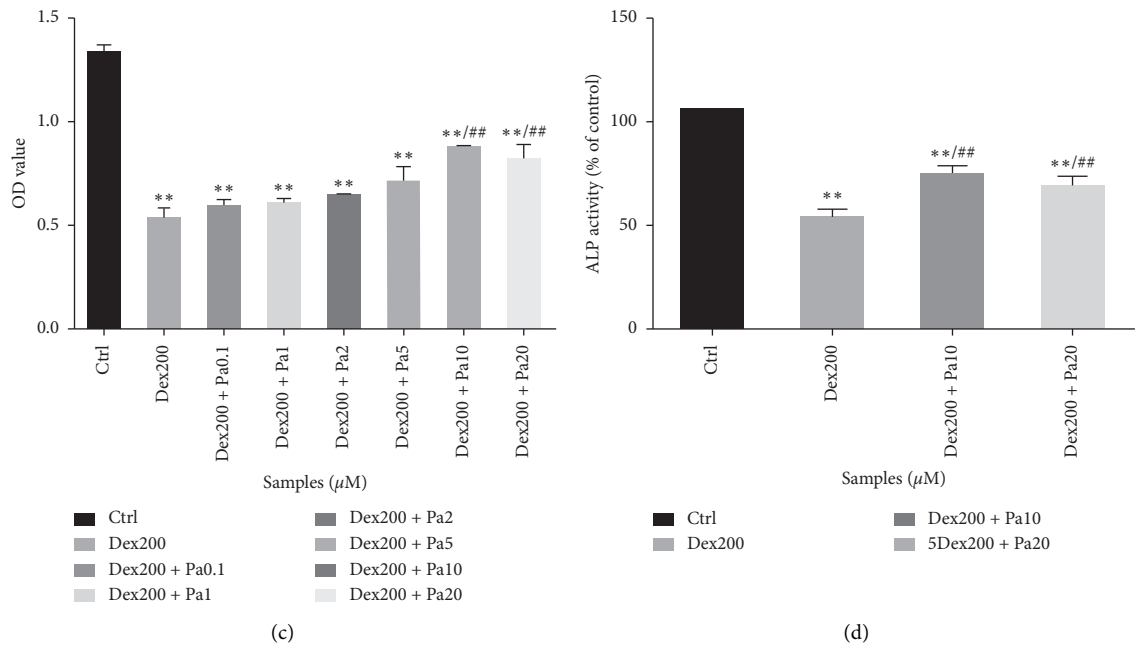 1.5
1.0
0.5
0.0
OD value
**
**
**
**
**
**/##
**/##
Ctrl
Dex200
Dex200 + Pa0.1
Dex200 + Pa1
Dex200 + Pa2
Dex200 + Pa5
Dex200 + Pa10
Dex200 + Pa20
Samples (μM)
Ctrl
Dex200
Dex200 + Pa0.1
Dex200 + Pa1
Dex200 + Pa2
Dex200 + Pa5
Dex200 + Pa10
Dex200 + Pa20
(c)
150
100
50
0
ALP activity (% of control)
**
**/##
**/##
Ctrl
Dex200
Dex200 + Pa10
Dex200 + Pa20
Samples (μM)
Ctrl
Dex200
Dex200 + Pa10
5Dex200 + Pa20
(d)